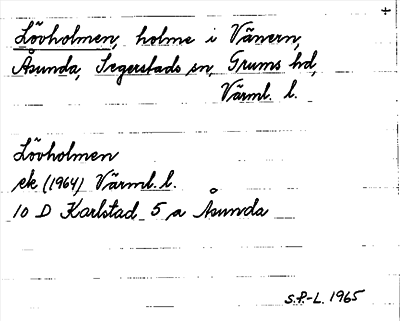 +
Lövholmen, holme i Vänern,
Åsunda, Segerstads sn, Grums hd,
Värml. l.
Lövholmen
ek (1964) Värml. l.
10 D Karlstad 5 a Åsunda
S.P-L. 1965